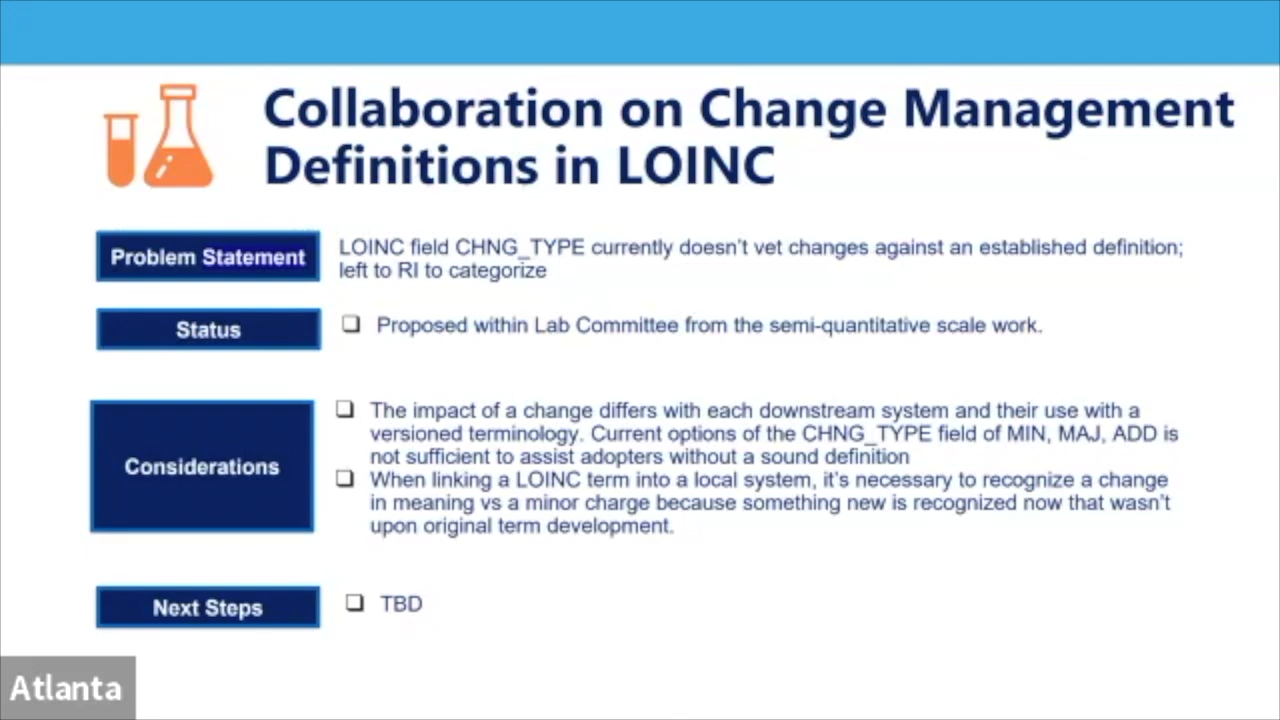 Collaboration on Change Management
Definitions in LOINC
Problem Statement
LOINC field CHNG_TYPE currently doesn't vet changes against an established definition;
left to RI to categorize
Status
Proposed within Lab Committee from the semi-quantitative scale work.
Considerations
The impact of a change differs with each downstream system and their use with a
versioned terminology. Current options of the CHNG_TYPE field of MIN, MAJ, ADD is
not sufficient to assist adopters without a sound definition
When linking a LOINC term into a local system, it's necessary to recognize a change
in meaning vs a minor charge because something new is recognized now that wasn't
upon original term development.
Next Steps
TBD
Atlanta